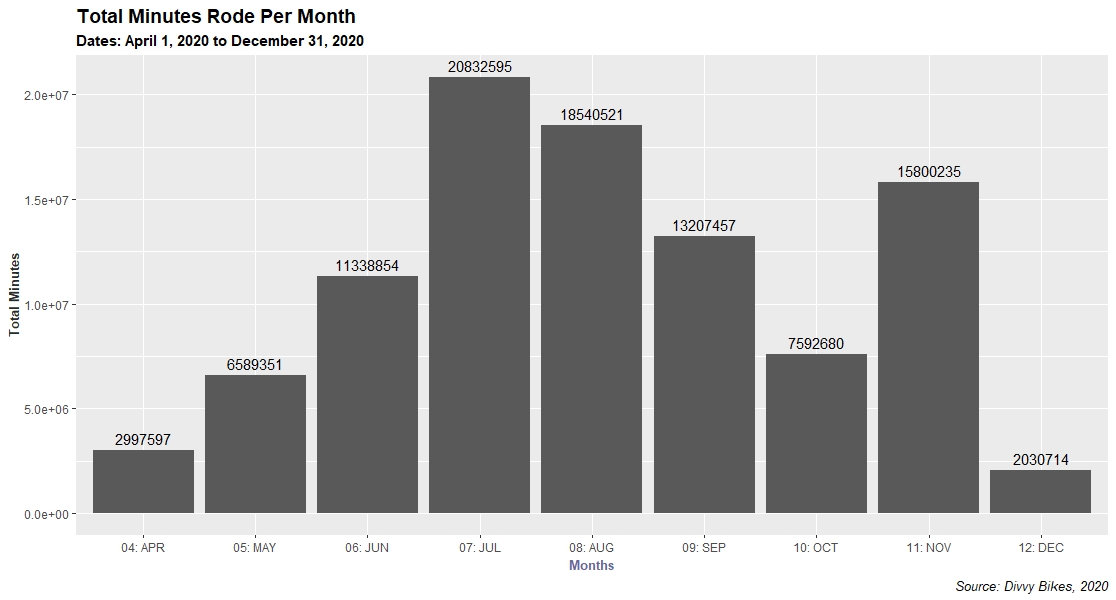 Total Minutes Rode Per Month
Dates: April 1, 2020 to December 31, 2020
Total Minutes
2.0e+07
1.5e+07
1.0e+07
5.0e+06
0.0e+00
2997597
6589351
11338854
20832595
18540521
13207457
7592680
15800235
2030714
04: APR
05: MAY
06: JUN
07: JUL
08: AUG
09: SEP
10: OCT
11: NOV
12: DEC
Months
Source: Divvy Bikes, 2020